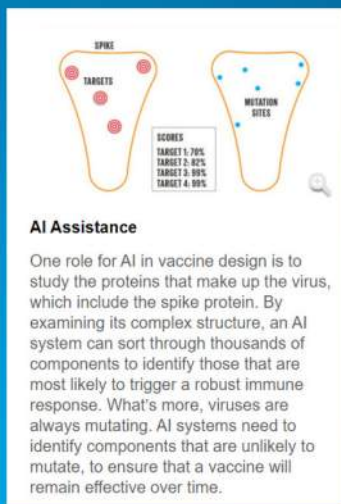 SPIKE
TARGETS
MUTATION
SITES
SCORES
TARGET 1: 70%
TARGET 2: 82%
TARGET 3: 98%
TARGET 4: 99%
AI Assistance
One role for AI in vaccine design is to
study the proteins that make up the virus,
which include the spike protein. By
examining its complex structure, an AI
system can sort through thousands of
components to identify those that are
most likely to trigger a robust immune
response. What's more, viruses are
always mutating. AI systems need to
identify components that are unlikely to
mutate, to ensure that a vaccine will
remain effective over time.